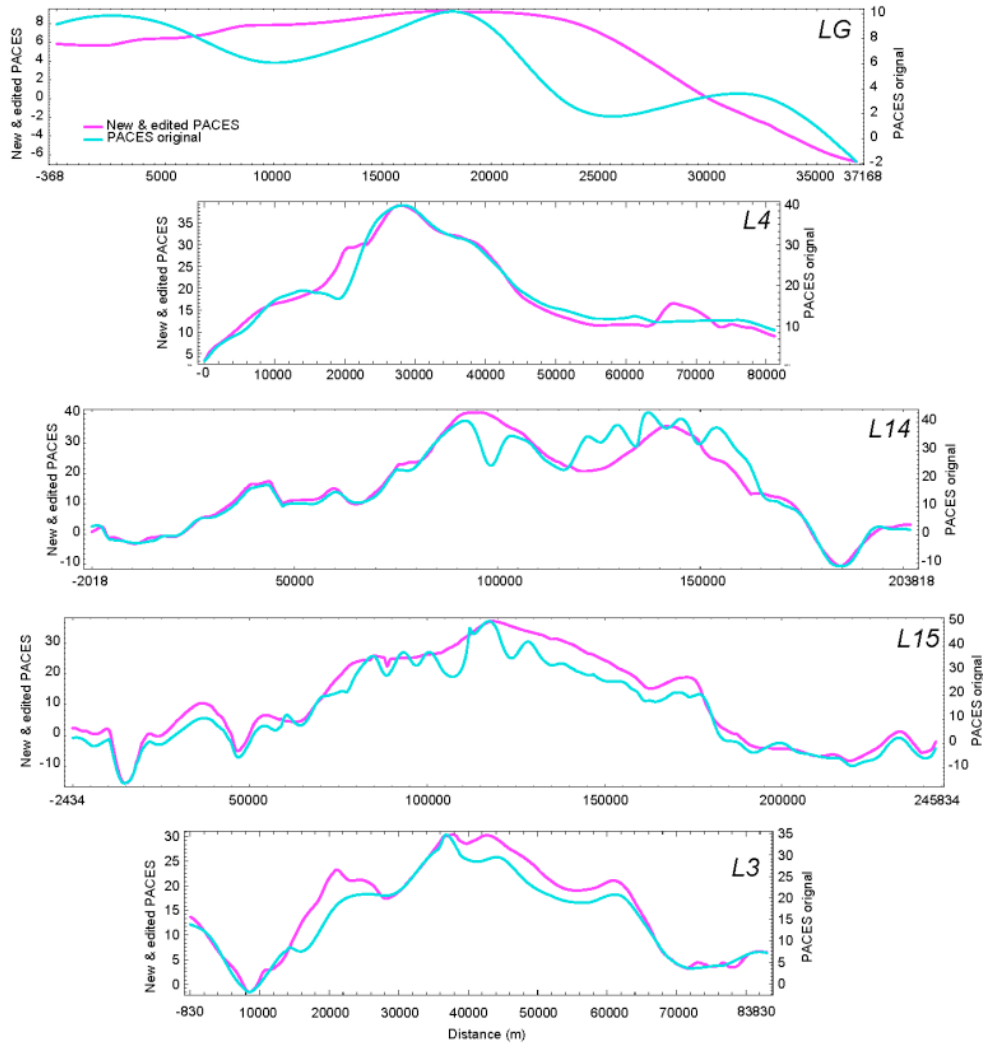 LG
New & edited PACES
8
6
4
2
0
-2
-4
-6
10
8
6
4
2
0
-2
PACES orignal
New & edited PACES
PACES original
-368 5000 10000 15000 20000 25000 30000 35000 37168
L4
New & edited PACES
35
30
25
20
15
10
5
40
30
20
10
PACES orignal
-0 10000 20000 30000 40000 50000 60000 70000 80000
L14
New & edited PACES
40
30
20
10
0
-10
40
30
20
10
0
-10
PACES orignal
-2018 50000 100000 150000 203818
L15
New & edited PACES
30
20
10
0
-10
50
40
30
20
10
0
-10
PACES orignal
-2434 50000 100000 150000 200000 245834
L3
New & edited PACES
30
25
20
15
10
5
0
35
30
25
20
15
10
5
0
PACES orignal
-830 10000 20000 30000 40000 50000 60000 70000 83830
Distance (m)